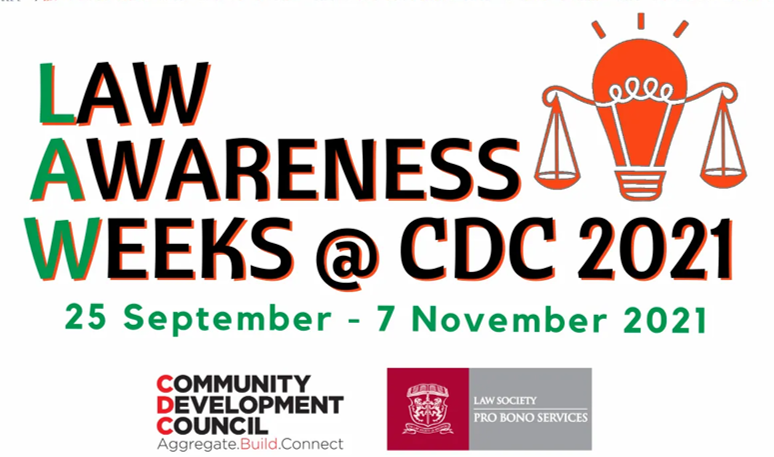 LAW
AWARENESS
WEEKS @ CDC 2021
25 September - 7 November 2021
COMMUNITY
DEVELOPMENT
COUNCIL
Aggregate.Build.Connect
LAW SOCIETY
PRO BONO SERVICES